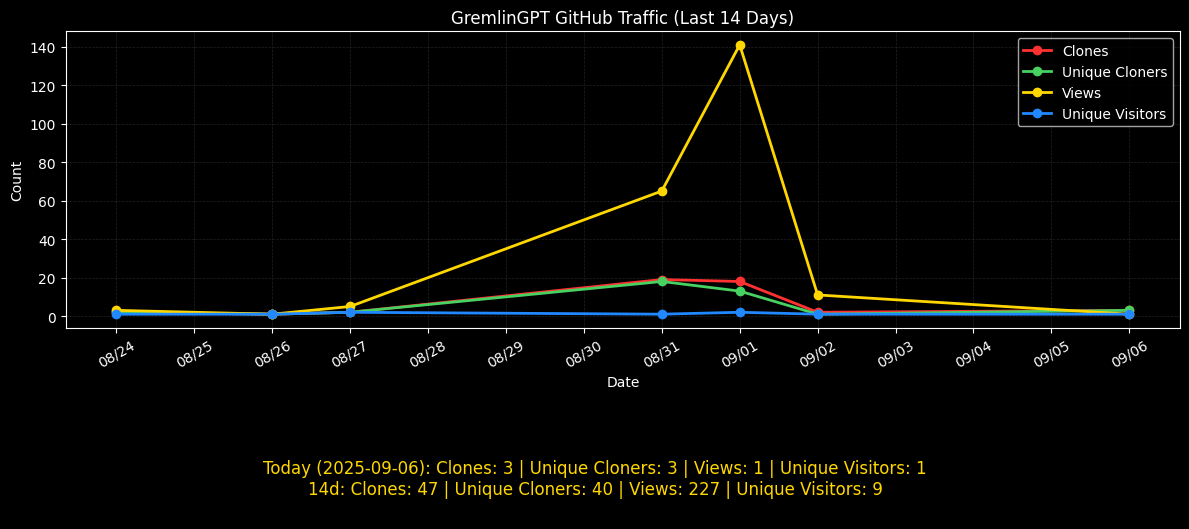 GremlinGPT GitHub Traffic (Last 14 Days)
Clones
Unique Cloners
Views
Unique Visitors
Count
140
120
100
80
60
40
20
0
08/24 08/25 08/26 08/27 08/28 08/29 08/30 08/31 09/01 09/02 09/03 09/04 09/05 09/06
Date
Today (2025-09-06): Clones: 3 | Unique Cloners: 3 | Views: 1 | Unique Visitors: 1
14d: Clones: 47 | Unique Cloners: 40 | Views: 227 | Unique Visitors: 9